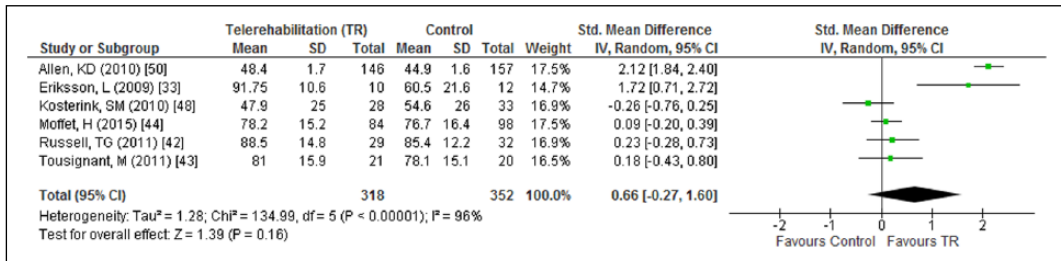 Telerehabilitation (TR) Control Std. Mean Difference Std. Mean Difference
Study or Subgroup Mean SD Total Mean SD Total Weight IV, Random, 95% CI IV, Random, 95% CI
Allen, KD (2010) [50] 48.4 1.7 146 44.9 1.6 157 17.5% 2.12 [1.84, 2.40]
Eriksson, L (2009) [33] 91.75 10.6 10 60.5 21.6 12 14.7% 1.72 [0.71, 2.72]
Kosterink, SM (2010) [48] 47.9 25 28 54.6 26 33 16.9% -0.26 [-0.76, 0.25]
Moffet, H (2015) [44] 78.2 15.2 84 76.7 16.4 98 17.5% 0.09 [-0.20, 0.39]
Russell, TG (2011) [42] 88.5 14.8 29 85.4 12.2 32 16.9% 0.23 [-0.28, 0.73]
Tousignant, M (2011) [43] 81 15.9 21 78.1 15.1 20 16.4% 0.18 [-0.43, 0.80]
Total (95% CI) 318 352 100.0% 0.66 [-0.27, 1.60]
Heterogeneity: Tau² = 1.28; Chi² = 134.99, df = 5 (P < 0.00001); I² = 96%
Test for overall effect: Z = 1.39 (P = 0.16)
-2 -1 0 1 2
Favours Control Favours TR